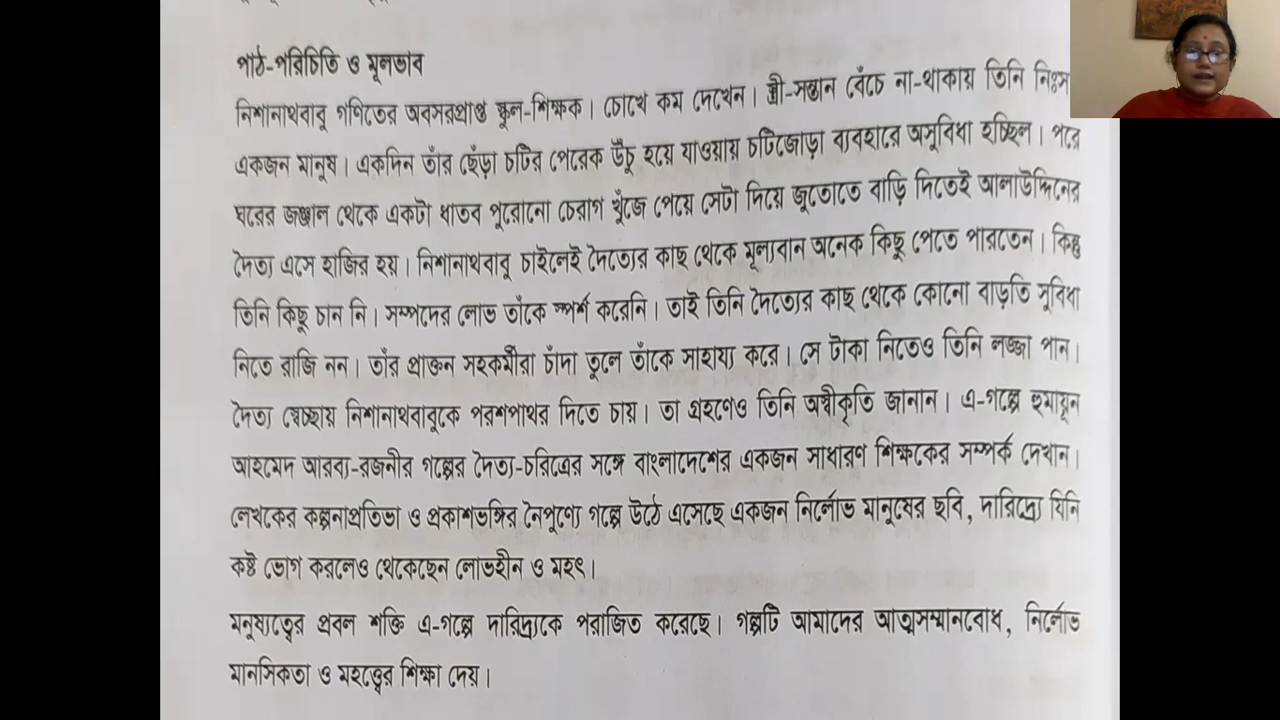 পাঠ-পরিচিতি ও মূলভাব
নিশানাথবাবু গণিতের অবসরপ্রাপ্ত স্কুল-শিক্ষক। চোখে কম দেখেন। স্ত্রী-সন্তান বেঁচে না-থাকায় তিনি
একজন মানুষ। একদিন তাঁর ছেঁড়া চটির পেরেক উঁচু হয়ে যাওয়ায় চটিজোড়া ব্যবহারে অসুবিধা হচ্ছিল। পরে
ঘরের জঞ্জাল থেকে একটা ধাতব পুরোনো চেরাগ খুঁজে পেয়ে সেটা দিয়ে জুতোতে বাড়ি দিতেই আলাউদ্দিনের
দৈত্য এসে হাজির হয়। নিশানাথবাবু চাইলেই দৈত্যের কাছ থেকে মূল্যবান অনেক কিছু পেতে পারতেন। কিন্তু
তিনি কিছু চান নি। সম্পদের লোভ তাঁকে স্পর্শ করেনি। তাই তিনি দৈত্যের কাছ থেকে কোনো বাড়তি সুবিধা
নিতে রাজি নন। তাঁর প্রাক্তন সহকর্মীরা চাঁদা তুলে তাঁকে সাহায্য করে। সে টাকা নিতেও তিনি লজ্জা পান।
দৈত্য স্বেচ্ছায় নিশানাথবাবুকে পরশপাথর দিতে চায়। তা গ্রহণেও তিনি অস্বীকৃতি জানান। এ-গল্পে হুমায়ূন
আহমেদ আরব্য-রজনীর গল্পের দৈত্য-চরিত্রের সঙ্গে বাংলাদেশের একজন সাধারণ শিক্ষকের সম্পর্ক দেখান।
লেখকের কল্পনাপ্রতিভা ও প্রকাশভঙ্গির নৈপুণ্যে গল্পে উঠে এসেছে একজন নির্লোভ মানুষের ছবি, দারিদ্র্যে যিনি
কষ্ট ভোগ করলেও থেকেছেন লোভহীন ও মহৎ।
মনুষ্যত্বের প্রবল শক্তি এ-গল্পে দারিদ্র্যকে পরাজিত করেছে। গল্পটি আমাদের আত্মসম্মানবোধ, নির্লোভ
মানসিকতা ও মহত্ত্বের শিক্ষা দেয়।